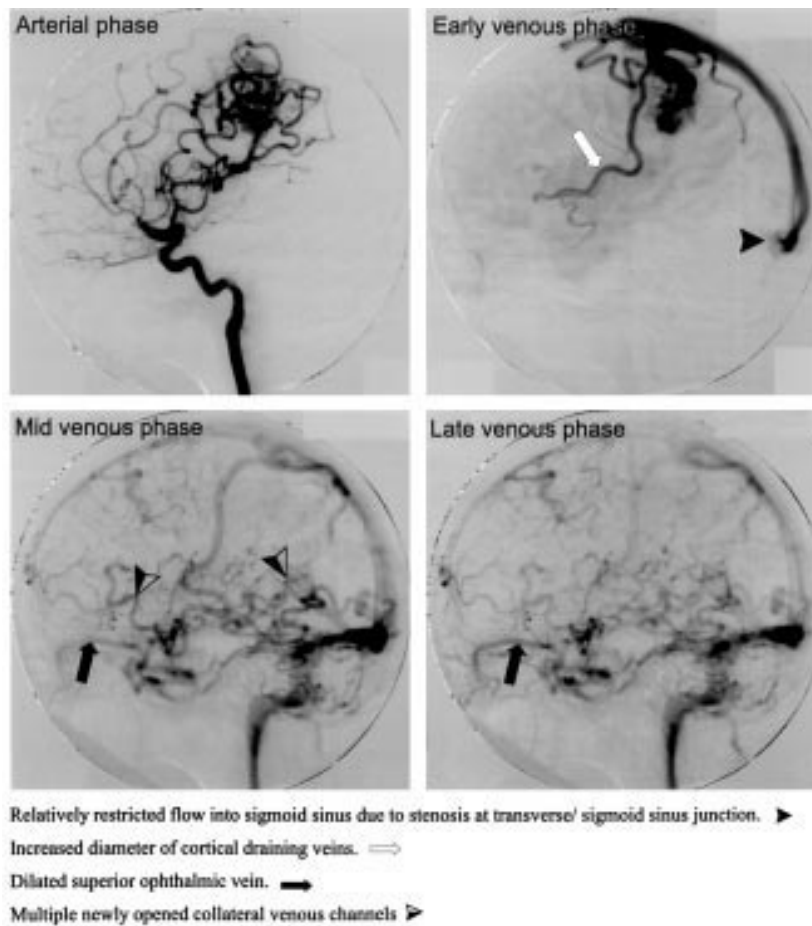 Arterial phase
Early venous phase
Mid venous phase
Late venous phase
Relatively restricted flow into sigmoid sinus due to stenosis at transverse/ sigmoid sinus junction.
Increased diameter of cortical draining veins.
Dilated superior ophthalmic vein.
Multiple newly opened collateral venous channels